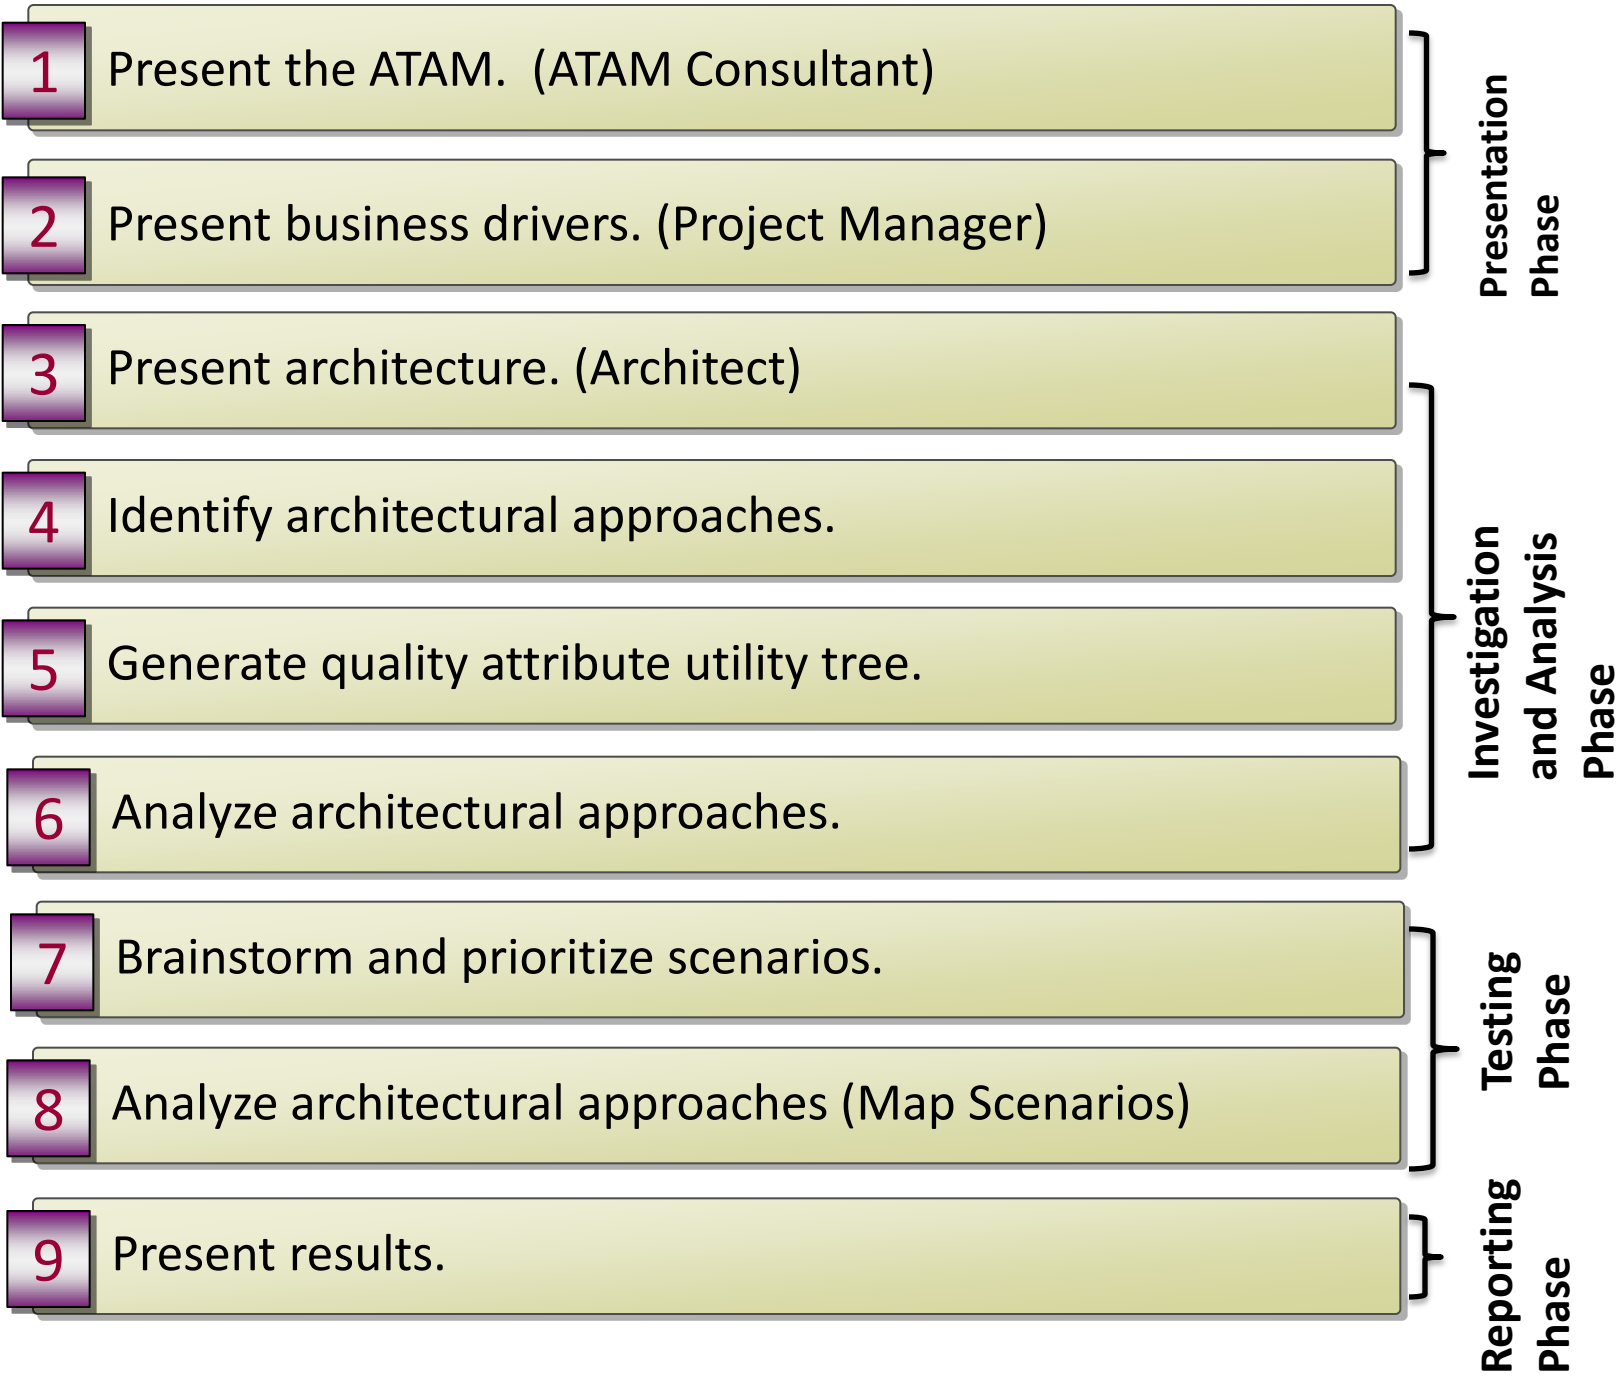 1 Present the ATAM.  (ATAM Consultant)
2 Present business drivers. (Project Manager)
Presentation
Phase
3 Present architecture. (Architect)
4 Identify architectural approaches.
5 Generate quality attribute utility tree.
6 Analyze architectural approaches.
Investigation
and Analysis
Phase
7 Brainstorm and prioritize scenarios.
8 Analyze architectural approaches (Map Scenarios)
Testing
Phase
9 Present results.
Reporting
Phase